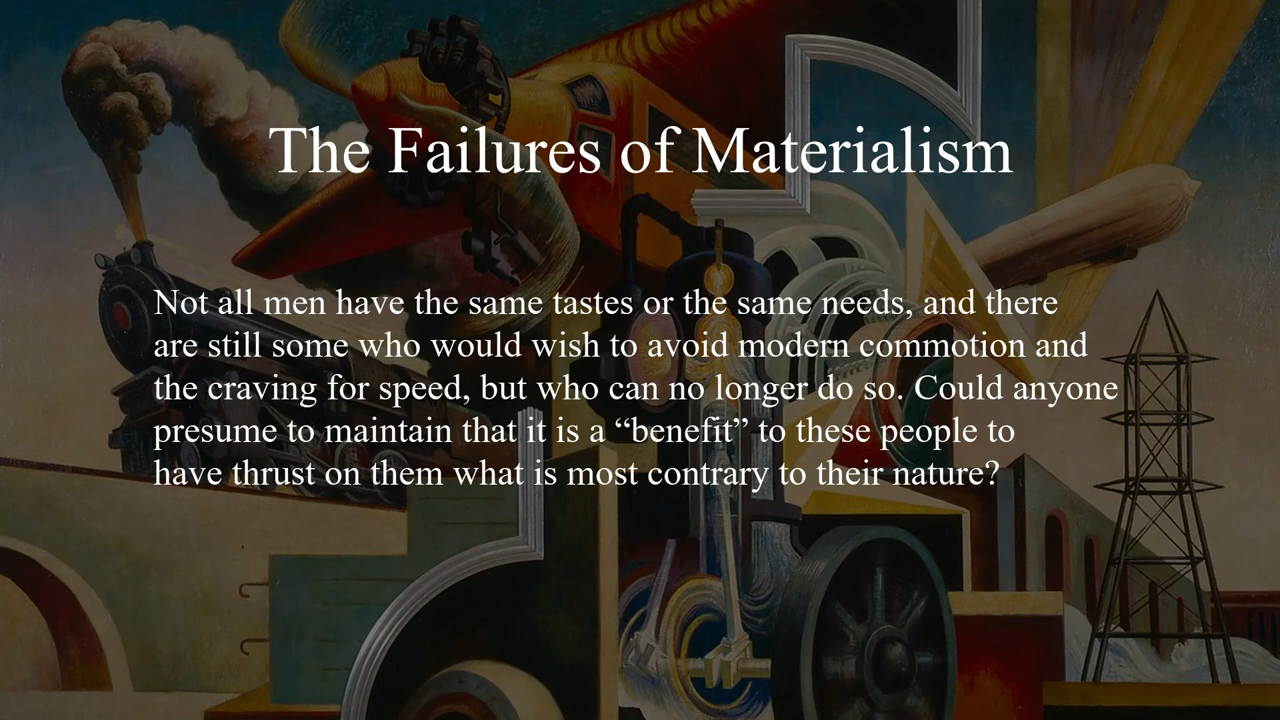 The Failures of Materialism
Not all men have the same tastes or the same needs, and there
are still some who would wish to avoid modern commotion and
the craving for speed, but who can no longer do so. Could anyone
presume to maintain that it is a “benefit” to these people to
have thrust on them what is most contrary to their nature?